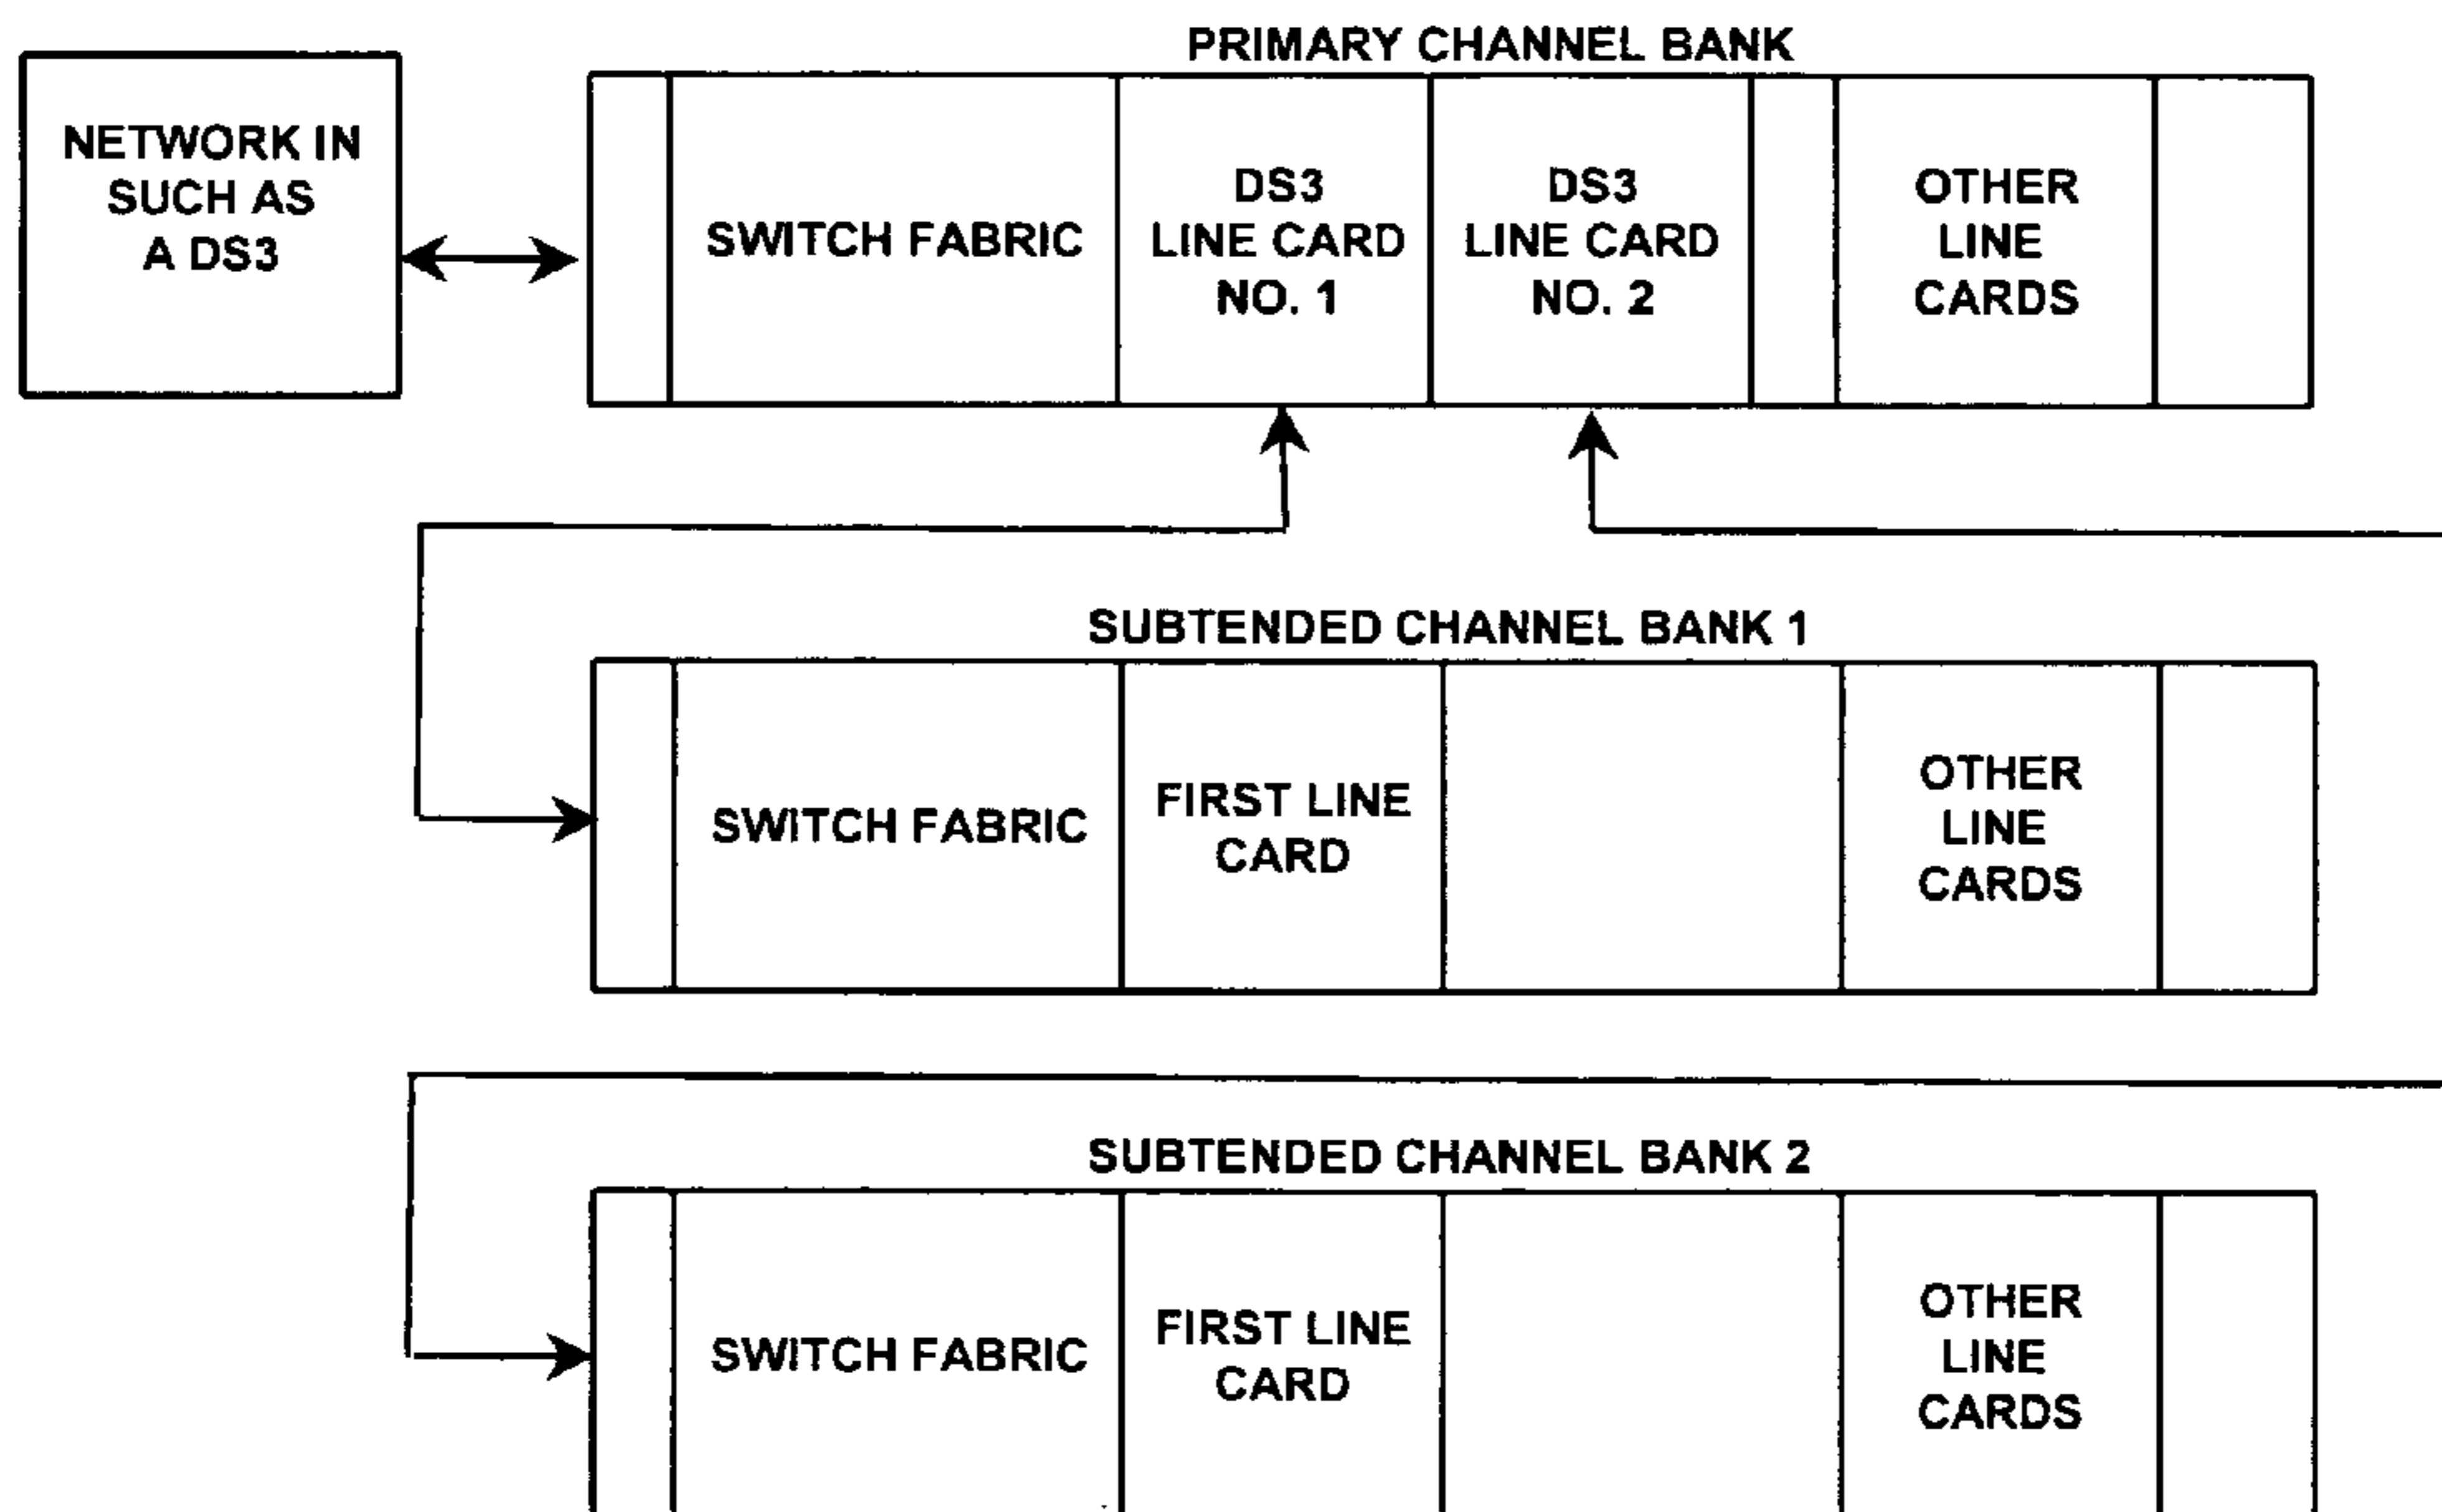 PRIMARY CHANNEL BANK
NETWORK IN
SUCH AS
A DS3
SWITCH FABRIC
DS3
LINE CARD
NO. 1
DS3
LINE CARD
NO. 2
OTHER
LINE
CARDS
SUBTENDED CHANNEL BANK 1
SWITCH FABRIC
FIRST LINE
CARD
OTHER
LINE
CARDS
SUBTENDED CHANNEL BANK 2
SWITCH FABRIC
FIRST LINE
CARD
OTHER
LINE
CARDS